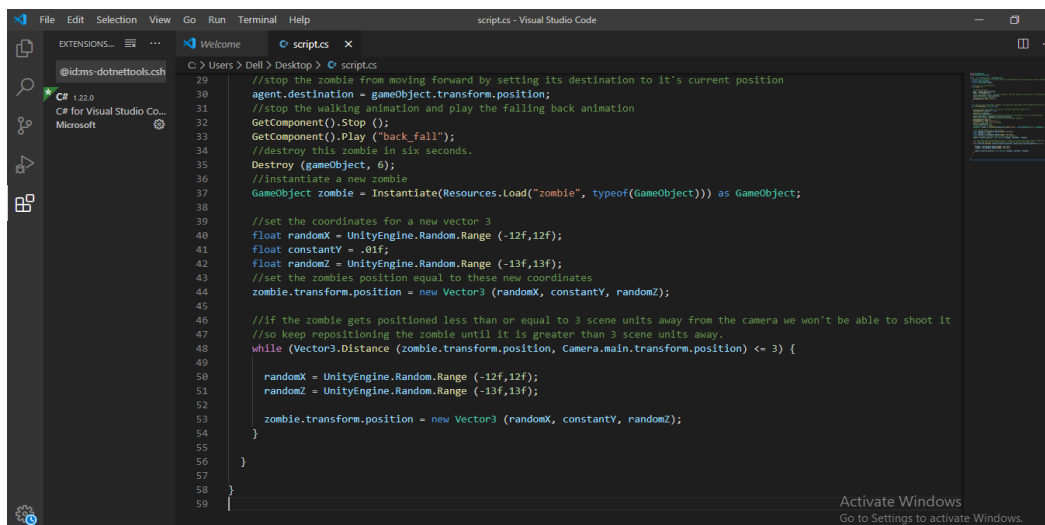 File Edit Selection View Go Run Terminal Help script.cs - Visual Studio Code
EXTENSIONS... ···
@id:ms-dotnettools.csh
C# 1.22.0
C# for Visual Studio Co...
Microsoft
Welcome script.cs
C: > Users > Dell > Desktop > script.cs
29 //stop the zombie from moving forward by setting its destination to it's current position
30 agent.destination = gameObject.transform.position;
31 //stop the walking animation and play the falling back animation
32 GetComponent().Stop ();
33 GetComponent().Play ("back_fall");
34 //destroy this zombie in six seconds.
35 Destroy (gameObject, 6);
36 //instantiate a new zombie
37 GameObject zombie = Instantiate(Resources.Load("zombie", typeof(GameObject))) as GameObject;
38
39 //set the coordinates for a new vector 3
40 float randomX = UnityEngine.Random.Range (-12f,12f);
41 float constantY = .01f;
42 float randomZ = UnityEngine.Random.Range (-13f,13f);
43 //set the zombies position equal to these new coordinates
44 zombie.transform.position = new Vector3 (randomX, constantY, randomZ);
45
46 //if the zombie gets positioned less than or equal to 3 scene units away from the camera we won't be able to shoot it
47 //so keep repositioning the zombie until it is greater than 3 scene units away.
48 while (Vector3.Distance (zombie.transform.position, Camera.main.transform.position) <= 3) {
49
50 randomX = UnityEngine.Random.Range (-12f,12f);
51 randomZ = UnityEngine.Random.Range (-13f,13f);
52
53 zombie.transform.position = new Vector3 (randomX, constantY, randomZ);
54 }
55
56 }
57
58 }
59
Activate Windows
Go to Settings to activate Windows.